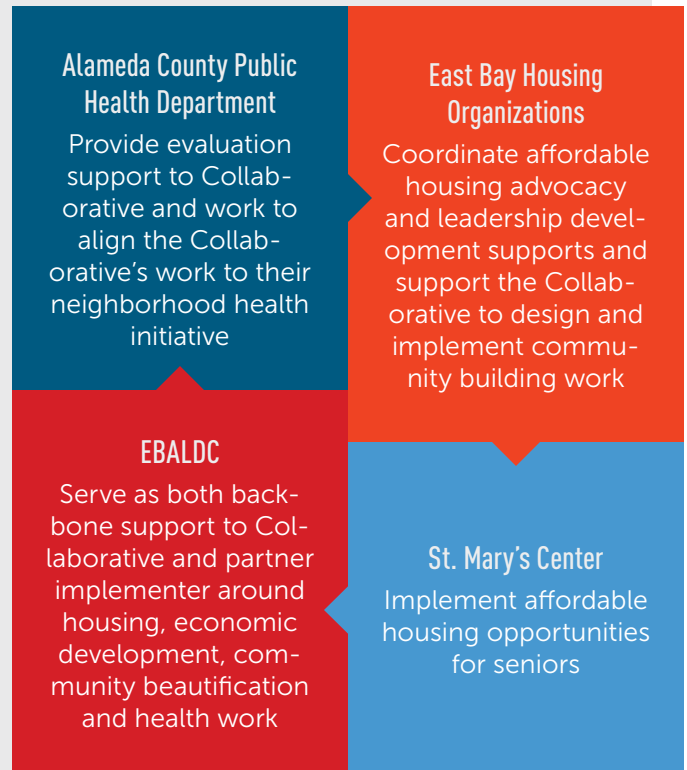 Alameda County Public
Health Department
Provide evaluation
support to Collab-
orative and work to
align the Collab-
orative's work to their
neighborhood health
initiative
East Bay Housing
Organizations
Coordinate affordable
housing advocacy
and leadership devel-
opment supports and
support the Collab-
orative to design and
implement commu-
nity building work
EBALDC
Serve as both back-
bone support to Col-
laborative and partner
implementer around
housing, economic
development, com-
munity beautification
and health work
St. Mary's Center
Implement affordable
housing opportunities
for seniors